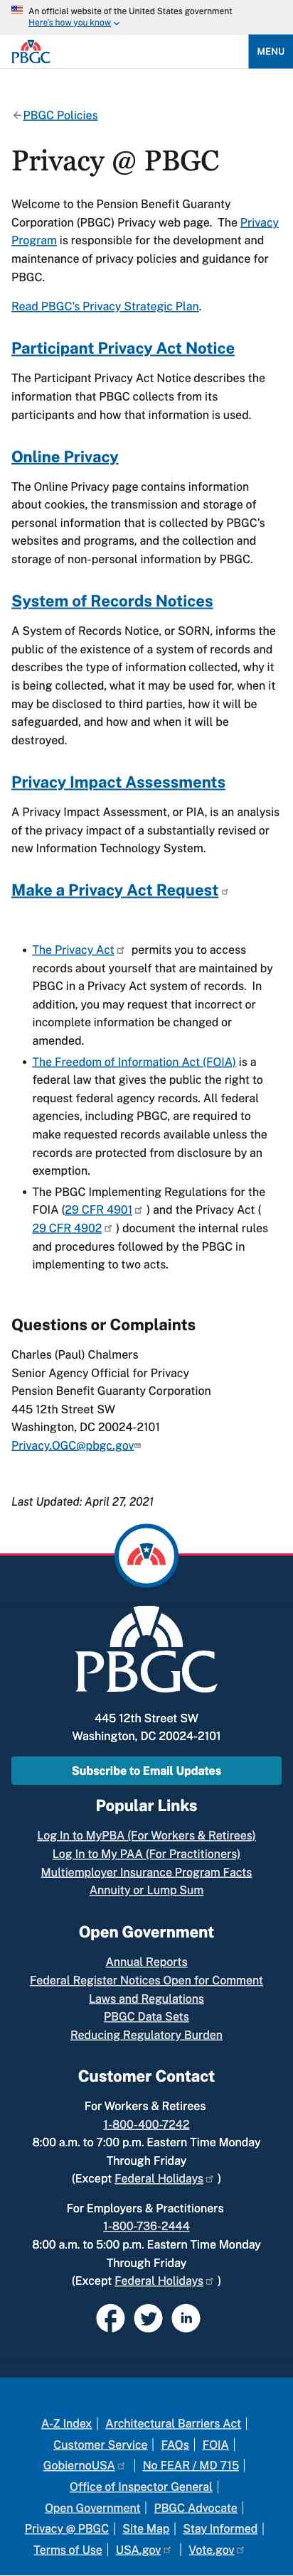 An official website of the United States government
Here's how you know
PBGC
MENU
PBGC Policies
Privacy @ PBGC
Welcome to the Pension Benefit Guaranty
Corporation (PBGC) Privacy web page.  The Privacy
Program is responsible for the development and
maintenance of privacy policies and guidance for
PBGC.
Read PBGC's Privacy Strategic Plan.
Participant Privacy Act Notice
The Participant Privacy Act Notice describes the
information that PBGC collects from its
participants and how that information is used.
Online Privacy
The Online Privacy page contains information
about cookies, the transmission and storage of
personal information that is collected by PBGC's
websites and programs, and the collection and
storage of non-personal information by PBGC.
System of Records Notices
A System of Records Notice, or SORN, informs the
public of the existence of a system of records and
describes the type of information collected, why it
is being collected, what it may be used for, when it
may be disclosed to third parties, how it will be
safeguarded, and how and when it will be
destroyed.
Privacy Impact Assessments
A Privacy Impact Assessment, or PIA, is an analysis
of the privacy impact of a substantially revised or
new Information Technology System.
Make a Privacy Act Request
• The Privacy Act permits you to access
records about yourself that are maintained by
PBGC in a Privacy Act system of records.  In
addition, you may request that incorrect or
incomplete information be changed or
amended.
• The Freedom of Information Act (FOIA) is a
federal law that gives the public the right to
request federal agency records. All federal
agencies, including PBGC, are required to
make requested records available unless the
records are protected from disclosure by an
exemption.
• The PBGC Implementing Regulations for the
FOIA (29 CFR 4901 ) and the Privacy Act (
29 CFR 4902 ) document the internal rules
and procedures followed by the PBGC in
implementing to two acts.
Questions or Complaints
Charles (Paul) Chalmers
Senior Agency Official for Privacy
Pension Benefit Guaranty Corporation
445 12th Street SW
Washington, DC 20024-2101
Privacy.OGC@pbgc.gov
Last Updated: April 27, 2021
PBGC
445 12th Street SW
Washington, DC 20024-2101
Subscribe to Email Updates
Popular Links
Log In to MyPBA (For Workers & Retirees)
Log In to My PAA (For Practitioners)
Multiemployer Insurance Program Facts
Annuity or Lump Sum
Open Government
Annual Reports
Federal Register Notices Open for Comment
Laws and Regulations
PBGC Data Sets
Reducing Regulatory Burden
Customer Contact
For Workers & Retirees
1-800-400-7242
8:00 a.m. to 7:00 p.m. Eastern Time Monday
Through Friday
(Except Federal Holidays )
For Employers & Practitioners
1-800-736-2444
8:00 a.m. to 5:00 p.m. Eastern Time Monday
Through Friday
(Except Federal Holidays )
A-Z Index | Architectural Barriers Act |
Customer Service | FAQs | FOIA |
GobiernoUSA | No FEAR / MD 715 |
Office of Inspector General |
Open Government | PBGC Advocate |
Privacy @ PBGC | Site Map | Stay Informed |
Terms of Use | USA.gov | Vote.gov